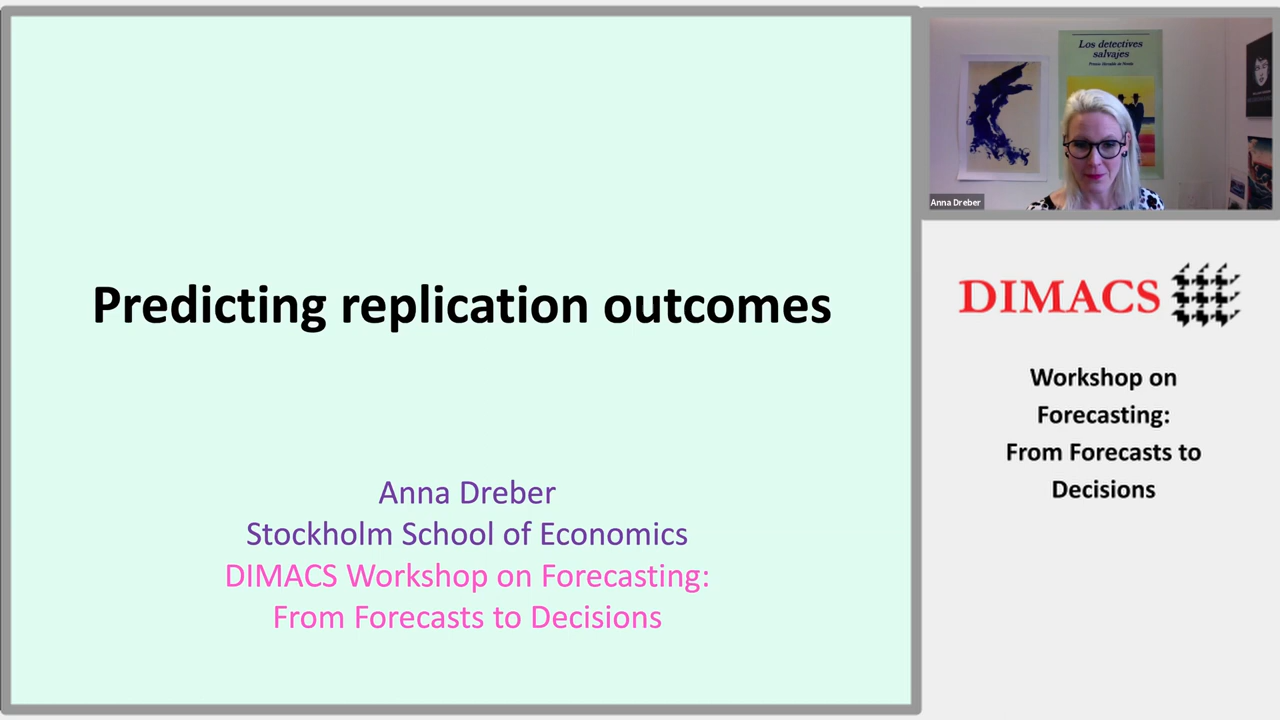 Predicting replication outcomes
Anna Dreber
Stockholm School of Economics
DIMACS Workshop on Forecasting:
From Forecasts to Decisions
Los detectives
salvajes
Anna Dreber
DIMACS
Workshop on
Forecasting:
From Forecasts to
Decisions